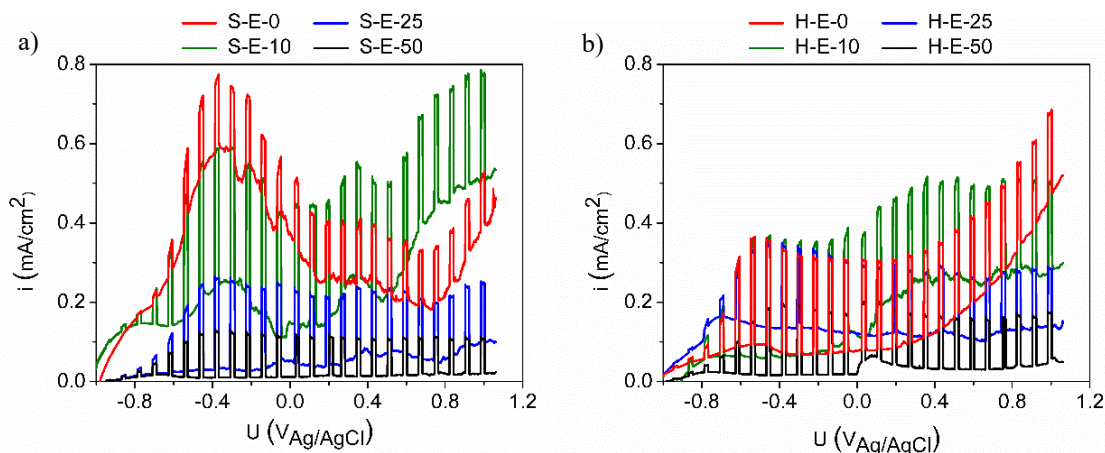 a)
S-E-0 S-E-25
S-E-10 S-E-50
0.8
0.6
0.4
0.2
0.0
i (mA/cm²)
-0.8 -0.4 0.0 0.4 0.8 1.2
U (V_Ag/AgCl)
b)
H-E-0 H-E-25
H-E-10 H-E-50
0.8
0.6
0.4
0.2
0.0
i (mA/cm²)
-0.8 -0.4 0.0 0.4 0.8 1.2
U (V_Ag/AgCl)